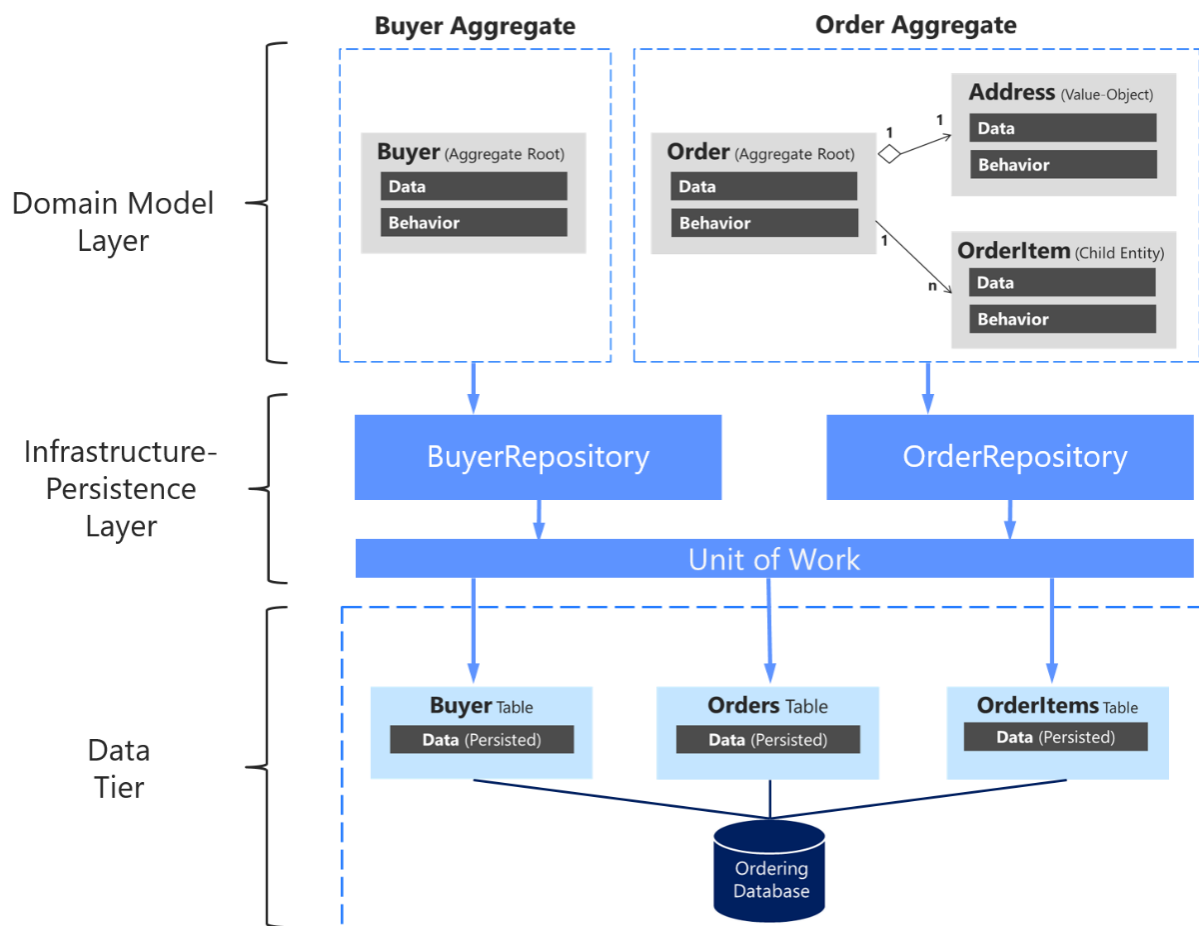 Buyer Aggregate
Order Aggregate
Domain Model
Layer
Buyer (Aggregate Root)
Data
Behavior
Order (Aggregate Root)
Data
Behavior
1
1
1
n
Address (Value-Object)
Data
Behavior
OrderItem (Child Entity)
Data
Behavior
Infrastructure-
Persistence
Layer
BuyerRepository
OrderRepository
Unit of Work
Data
Tier
Buyer Table
Data (Persisted)
Orders Table
Data (Persisted)
OrderItems Table
Data (Persisted)
Ordering
Database